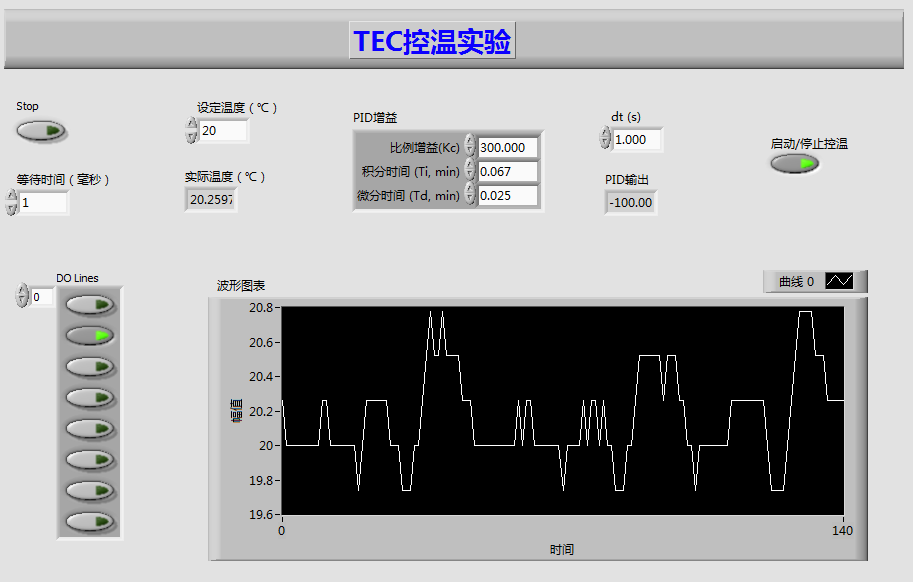 TEC控温实验
Stop
设定温度（℃）
20
PID增益
比例增益(Kc)
300.000
积分时间 (Ti, min)
0.067
微分时间 (Td, min)
0.025
dt (s)
1.000
启动/停止控温
等待时间（毫秒）
1
实际温度（℃）
20.2597
PID输出
-100.00
DO Lines
0
波形图表
曲线 0
幅值
20.8
20.6
20.4
20.2
20
19.8
19.6
0
140
时间